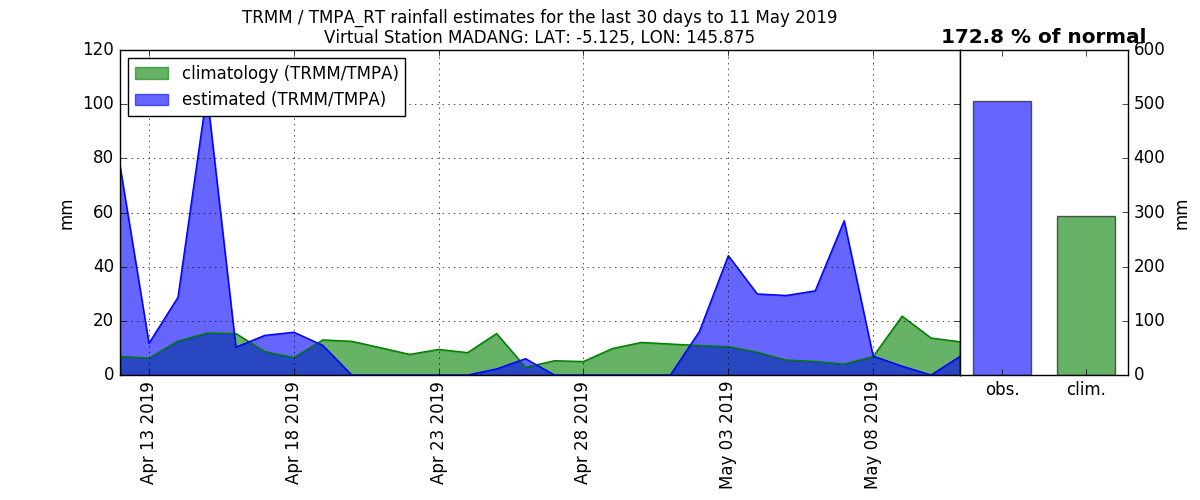 TRMM / TMPA_RT rainfall estimates for the last 30 days to 11 May 2019
Virtual Station MADANG: LAT: -5.125, LON: 145.875
172.8 % of normal
climatology (TRMM/TMPA)
estimated (TRMM/TMPA)
mm
120
100
80
60
40
20
0
Apr 13 2019
Apr 18 2019
Apr 23 2019
Apr 28 2019
May 03 2019
May 08 2019
600
500
400
300
200
100
0
mm
obs.
clim.